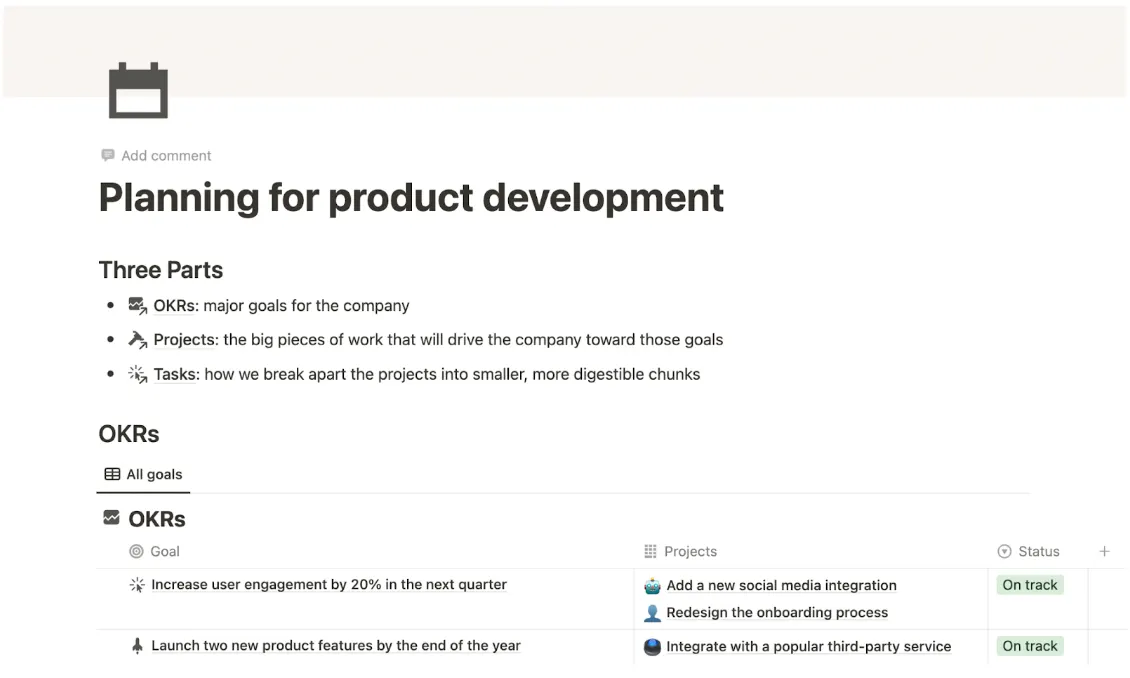 Add comment
Planning for product development
Three Parts
OKRs: major goals for the company
Projects: the big pieces of work that will drive the company toward those goals
Tasks: how we break apart the projects into smaller, more digestible chunks
OKRs
All goals
OKRs
Goal Projects Status +
Increase user engagement by 20% in the next quarter Add a new social media integration On track
Redesign the onboarding process
Launch two new product features by the end of the year Integrate with a popular third-party service On track